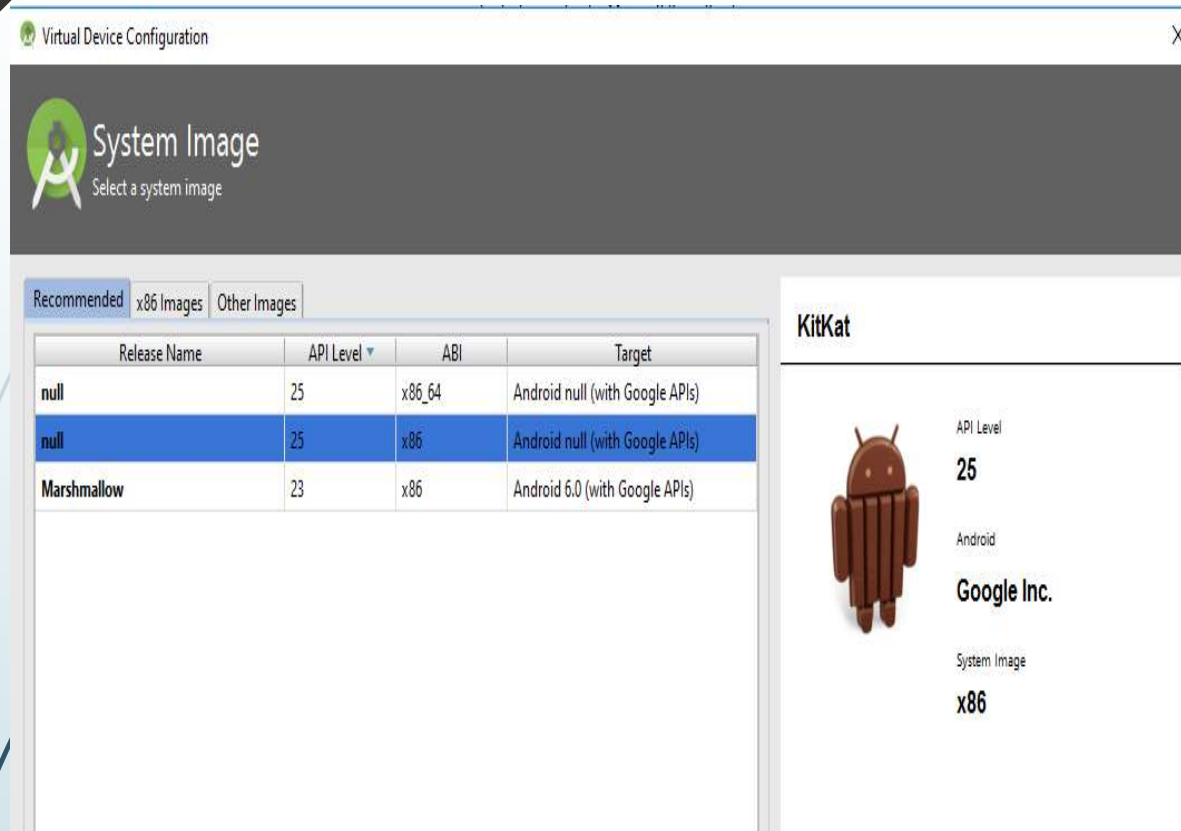 Virtual Device Configuration
System Image
Select a system image
Recommended x86 Images Other Images
Release Name API Level ABI Target
null 25 x86_64 Android null (with Google APIs)
null 25 x86 Android null (with Google APIs)
Marshmallow 23 x86 Android 6.0 (with Google APIs)
KitKat
API Level
25
Android
Google Inc.
System Image
x86